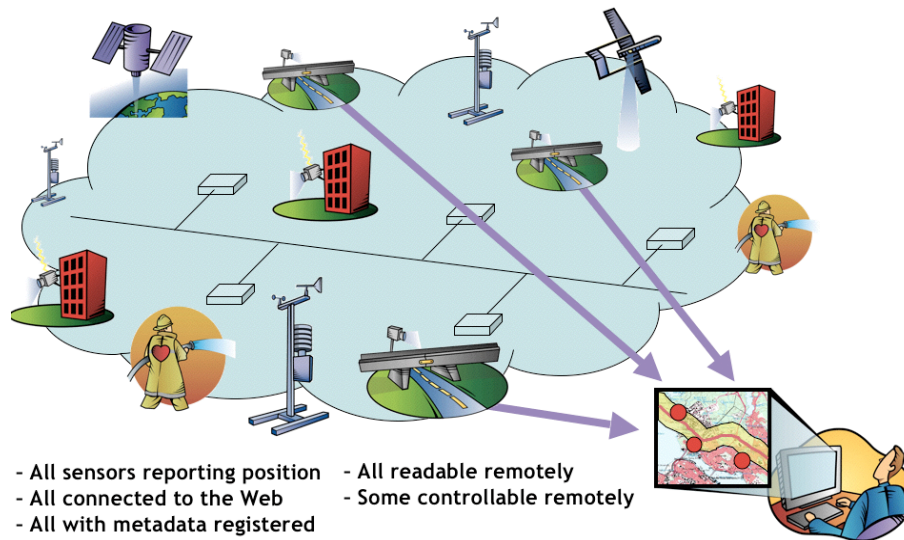 - All sensors reporting position
- All connected to the Web
- All with metadata registered
- All readable remotely
- Some controllable remotely